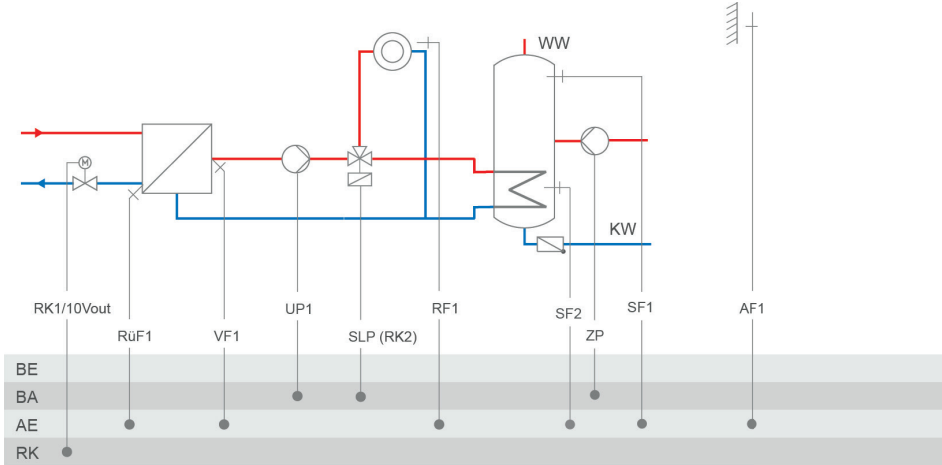 WW
M
KW
RK1/10Vout
UP1
RF1
SF2
SF1
AF1
RüF1
VF1
SLP (RK2)
ZP
BE
BA
AE
RK